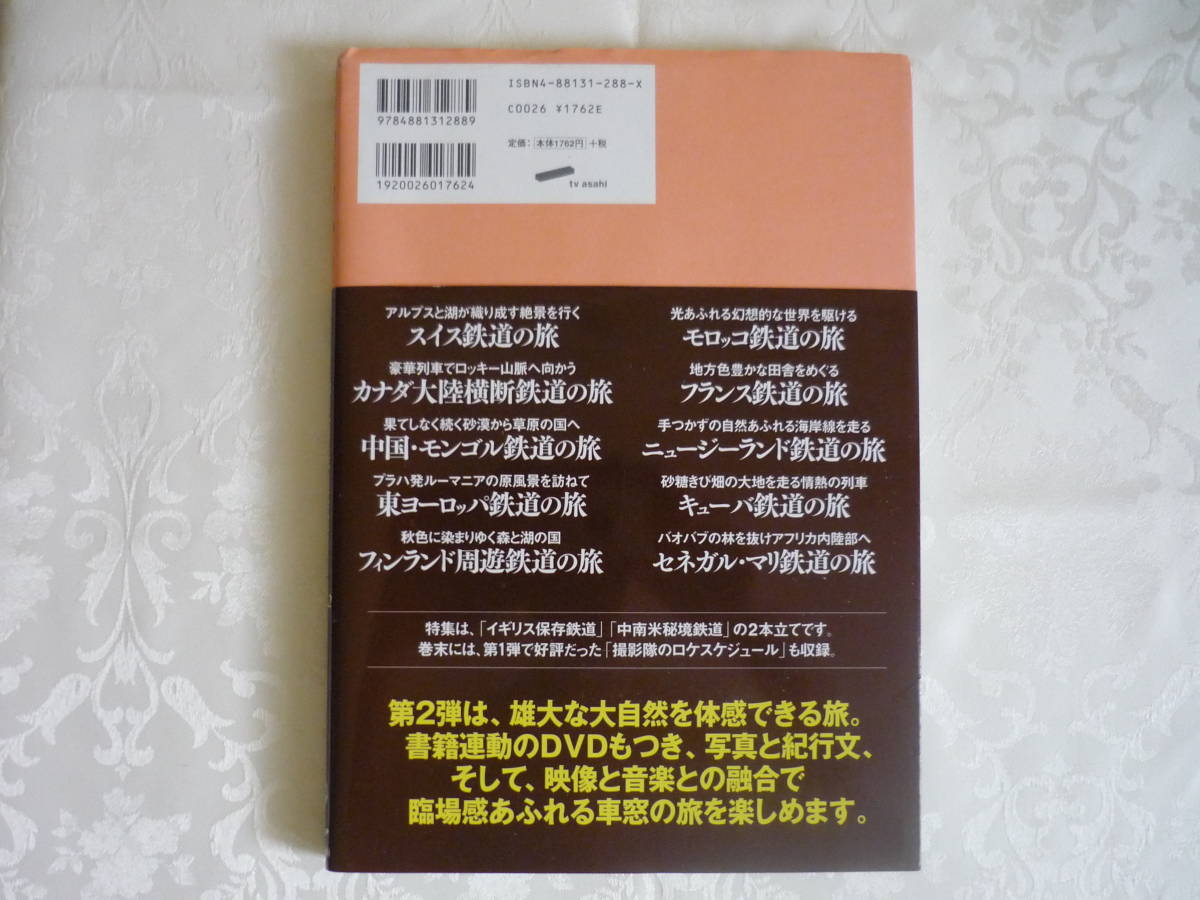 ISBN4-88131-288-X
C0026 ¥1762E
9784881312889
定価：本体1762円＋税
1920026017624
tv asahi
アルプスと湖が織り成す絶景を行く
スイス鉄道の旅
豪華列車でロッキー山脈へ向かう
カナダ大陸横断鉄道の旅
果てしなく続く砂漠から草原の国へ
中国・モンゴル鉄道の旅
プラハ発ルーマニアの原風景を訪ねて
東ヨーロッパ鉄道の旅
秋色に染まりゆく森と湖の国
フィンランド周遊鉄道の旅
光あふれる幻想的な世界を駆ける
モロッコ鉄道の旅
地方色豊かな田舎をめぐる
フランス鉄道の旅
手つかずの自然あふれる海岸線を走る
ニュージーランド鉄道の旅
砂糖きび畑の大地を走る情熱の列車
キューバ鉄道の旅
バオバブの林を抜けアフリカ内陸部へ
セネガル・マリ鉄道の旅
特集は、「イギリス保存鉄道」「中南米秘境鉄道」の2本立てです。
巻末には、第1弾で好評だった「撮影隊のロケスケジュール」も収録。
第2弾は、雄大な大自然を体感できる旅。
書籍連動のDVDもつき、写真と紀行文、
そして、映像と音楽との融合で
臨場感あふれる車窓の旅を楽しめます。